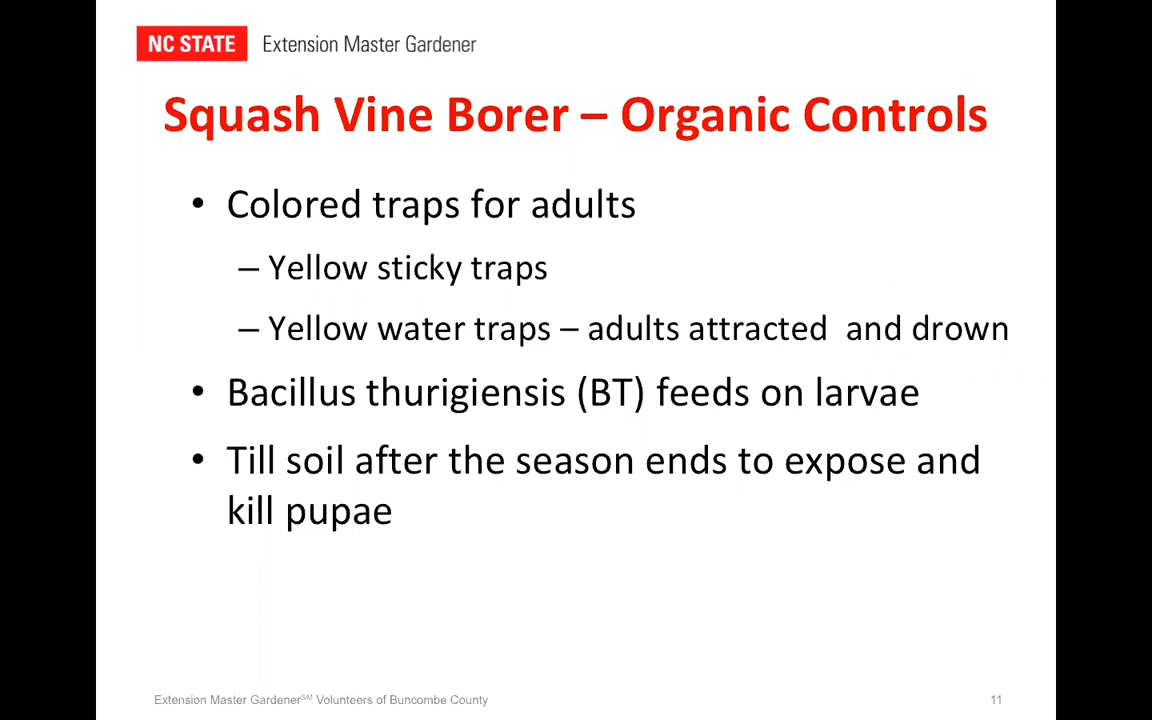 NC STATE Extension Master Gardener
Squash Vine Borer – Organic Controls
• Colored traps for adults
– Yellow sticky traps
– Yellow water traps – adults attracted  and drown
• Bacillus thurigiensis (BT) feeds on larvae
• Till soil after the season ends to expose and
kill pupae
Extension Master Gardener℠ Volunteers of Buncombe County 11